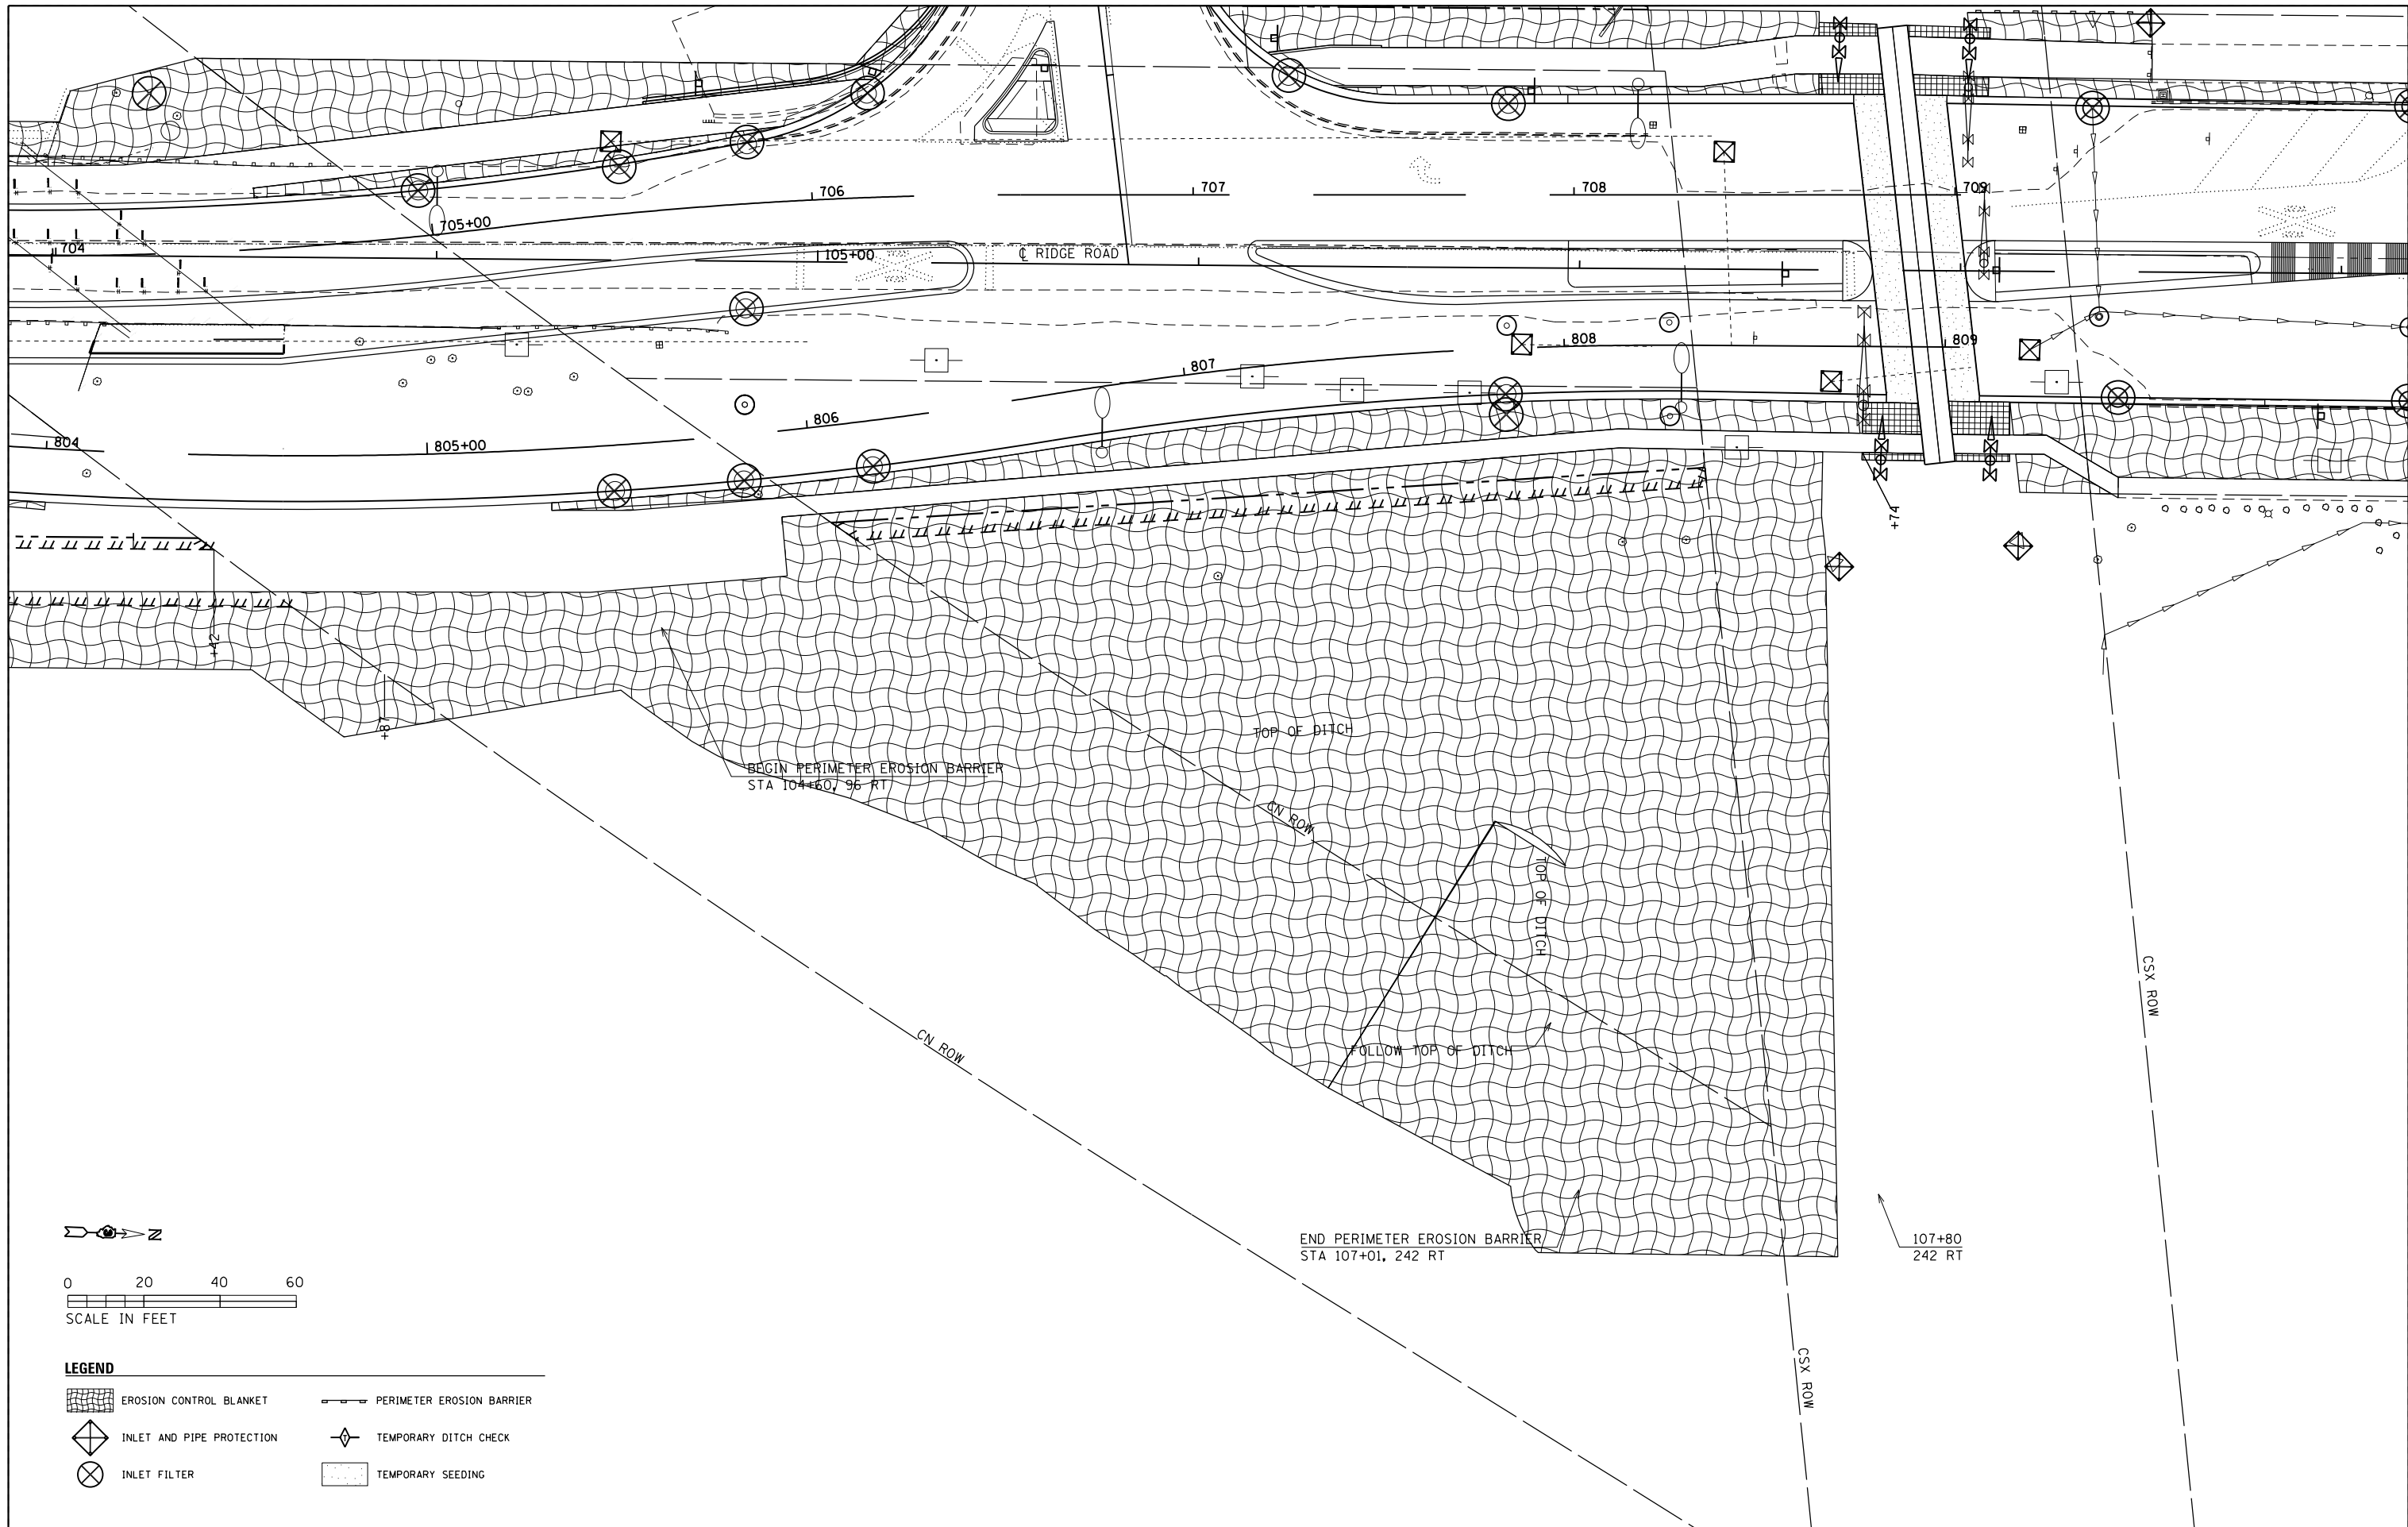 706
707
708
709
705+00
704
105+00
℄ RIDGE ROAD
808
809
807
806
805+00
804
+74
+42
+87
TOP OF DITCH
BEGIN PERIMETER EROSION BARRIER
STA 104+60, 96 RT
CN ROW
TOP OF DITCH
CSX ROW
CN ROW
FOLLOW TOP OF DITCH
END PERIMETER EROSION BARRIER
STA 107+01, 242 RT
107+80
242 RT
N
0 20 40 60
SCALE IN FEET
CSX ROW
LEGEND
EROSION CONTROL BLANKET
PERIMETER EROSION BARRIER
INLET AND PIPE PROTECTION
T
TEMPORARY DITCH CHECK
INLET FILTER
TEMPORARY SEEDING